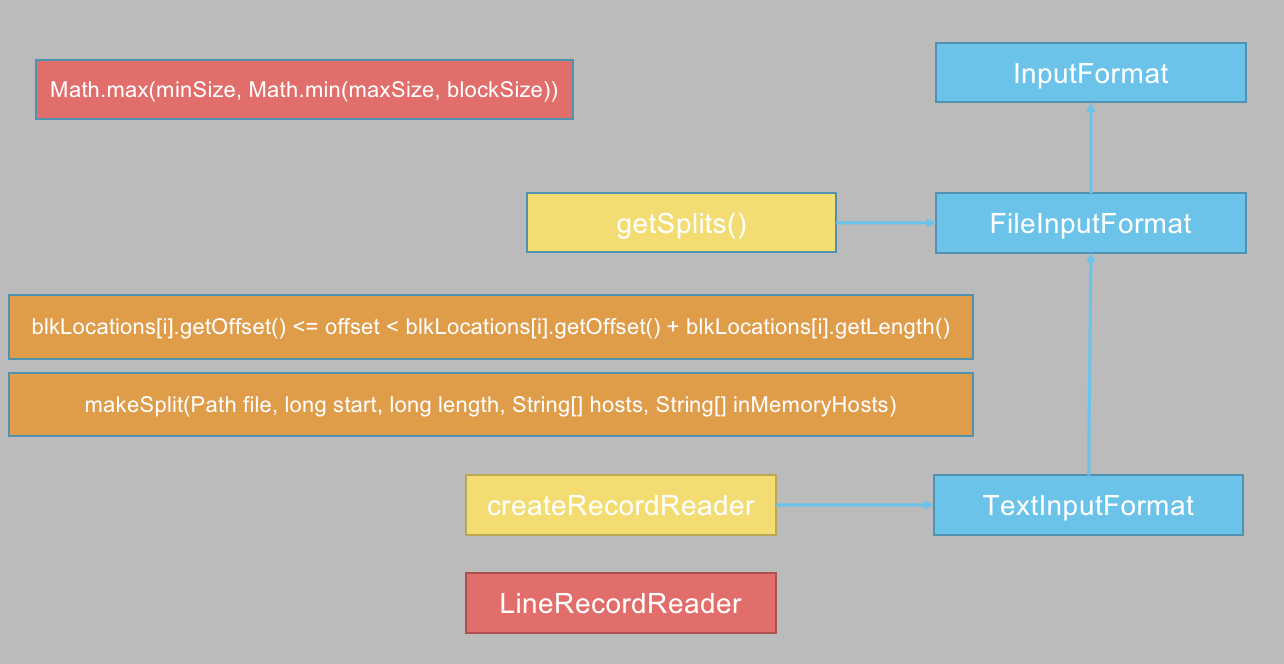 InputFormat
Math.max(minSize, Math.min(maxSize, blockSize))
getSplits()
FileInputFormat
blkLocations[i].getOffset() <= offset < blkLocations[i].getOffset() + blkLocations[i].getLength()
makeSplit(Path file, long start, long length, String[] hosts, String[] inMemoryHosts)
createRecordReader
TextInputFormat
LineRecordReader